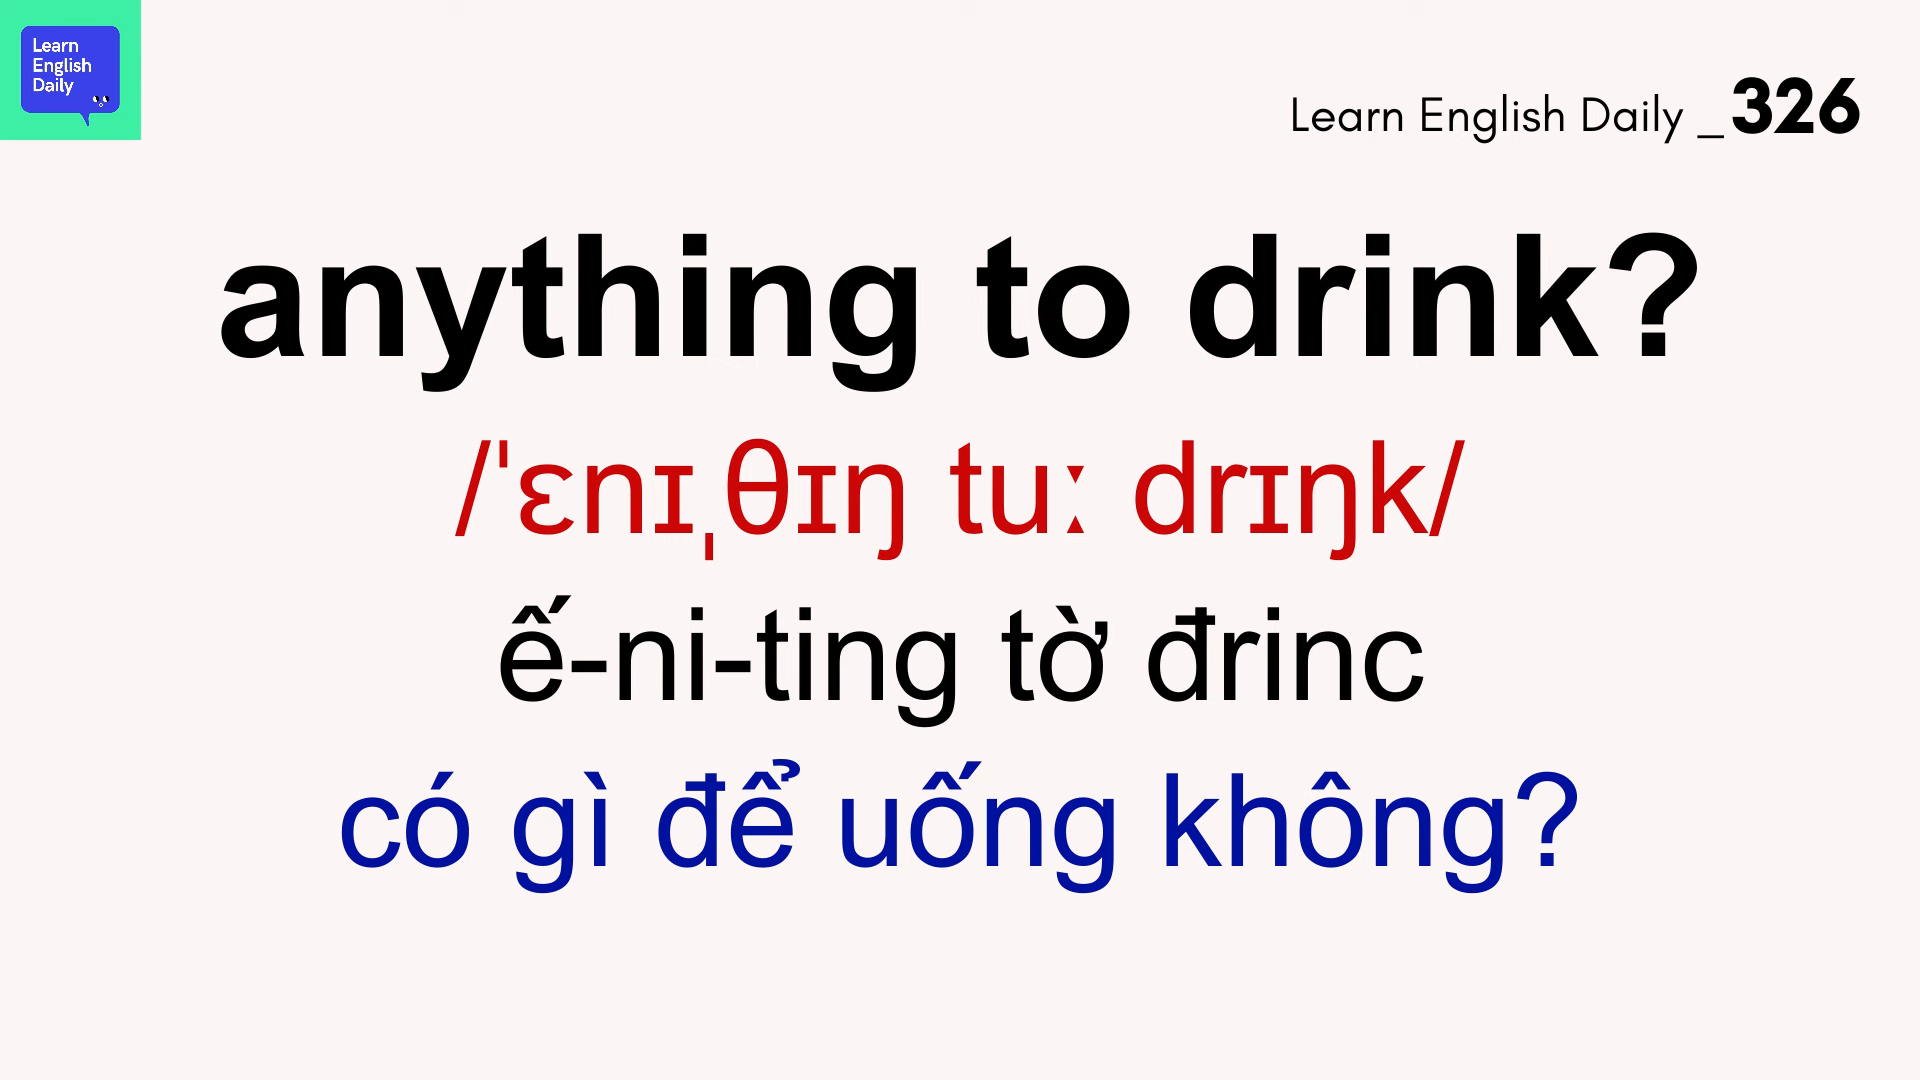 Learn
English
Daily
Learn English Daily _326
anything to drink?
/ˈɛnɪˌθɪŋ tuː drɪŋk/
ế-ni-ting tờ đrinc
có gì để uống không?